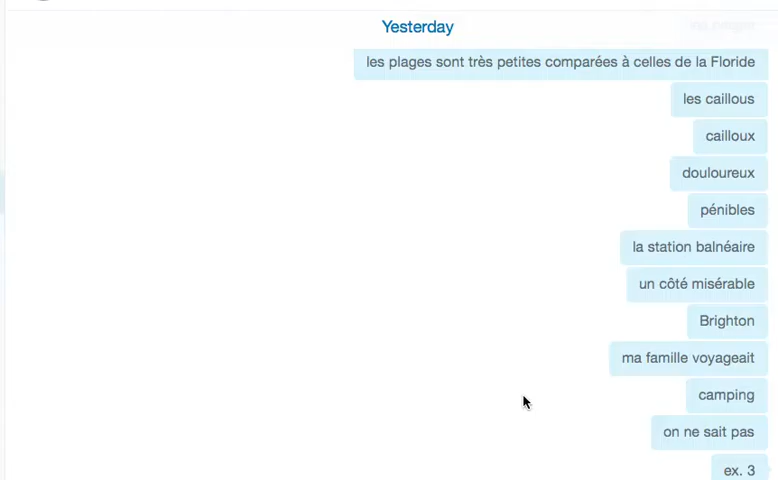 Yesterday
les plages sont très petites comparées à celles de la Floride
les caillous
cailloux
douloureux
pénibles
la station balnéaire
un côté misérable
Brighton
ma famille voyageait
camping
on ne sait pas
ex. 3